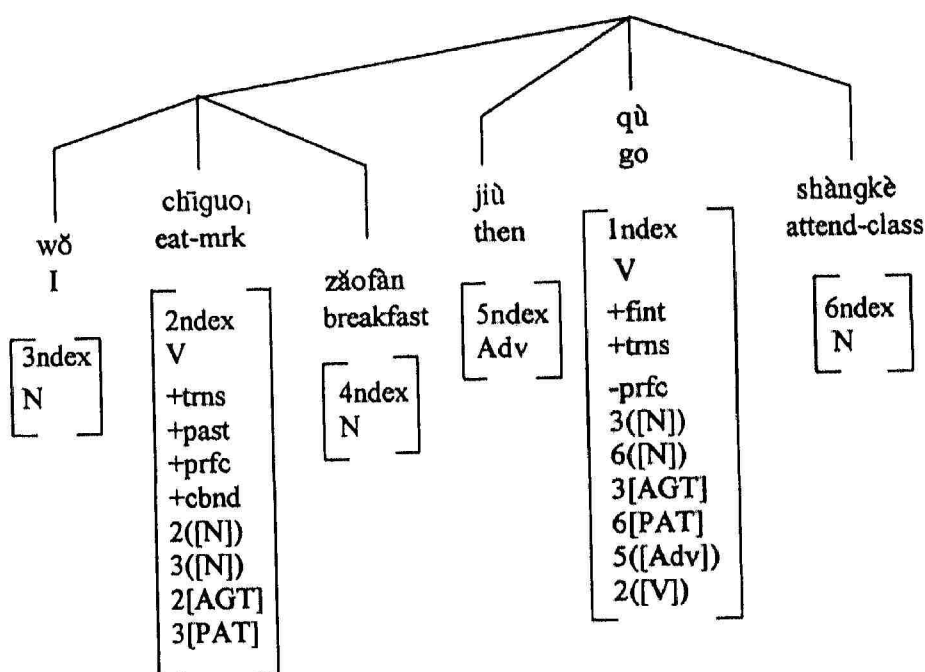 wǒ
I
[3ndex
N]
chīguo₁
eat-mrk
[2ndex
V
+trns
+past
+prfc
+cbnd
2([N])
3([N])
2[AGT]
3[PAT]]
zǎofàn
breakfast
[4ndex
N]
jiù
then
[5ndex
Adv]
qù
go
[1ndex
V
+fint
+trns
-prfc
3([N])
6([N])
3[AGT]
6[PAT]
5([Adv])
2([V])]
shàngkè
attend-class
[6ndex
N]